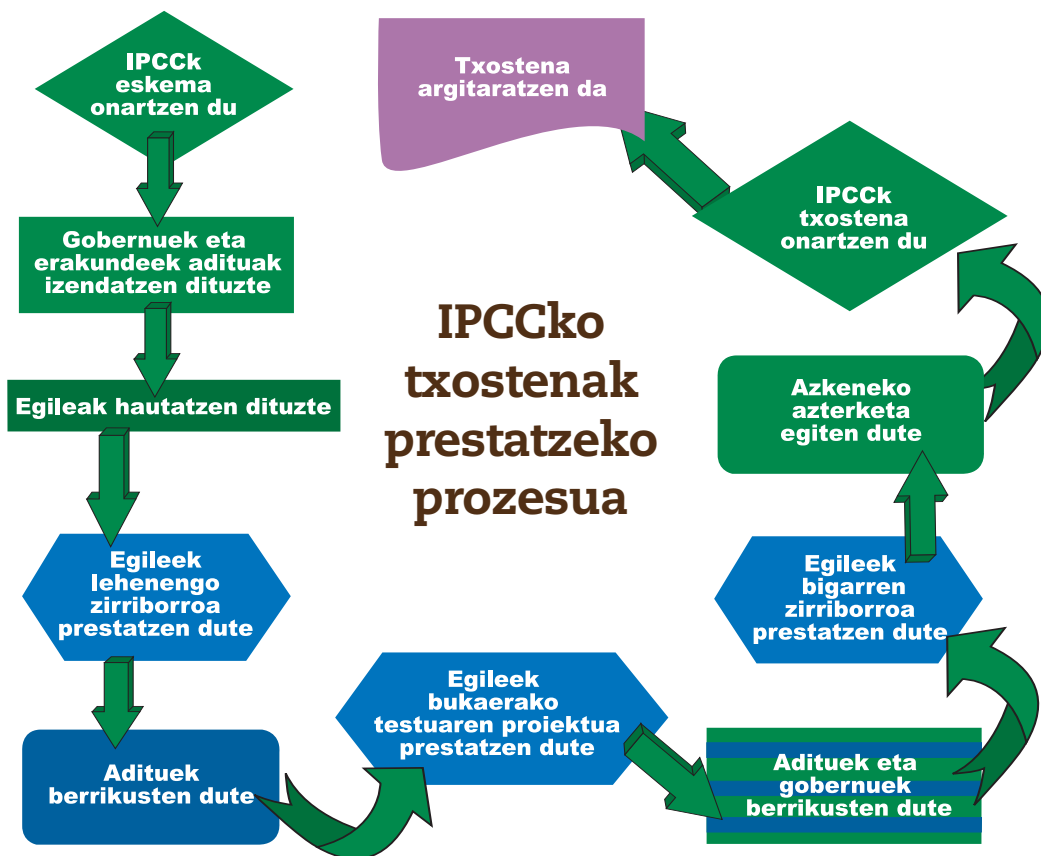 IPCCk
eskema
onartzen du
Gobernuek eta
erakundeek adituak
izendatzen dituzte
Egileak hautatzen dituzte
Egileek
lehenengo
zirriborroa
prestatzen dute
Adituek
berrikusten dute
Egileek
bukaerako
testuaren proiektua
prestatzen dute
Adituek eta
gobernuek
berrikusten dute
Egileek
bigarren
zirriborroa
prestatzen dute
Azkeneko
azterketa
egiten dute
IPCCk
txostena
onartzen du
Txostena
argitaratzen da
IPCCko
txostenak
prestatzeko
prozesua